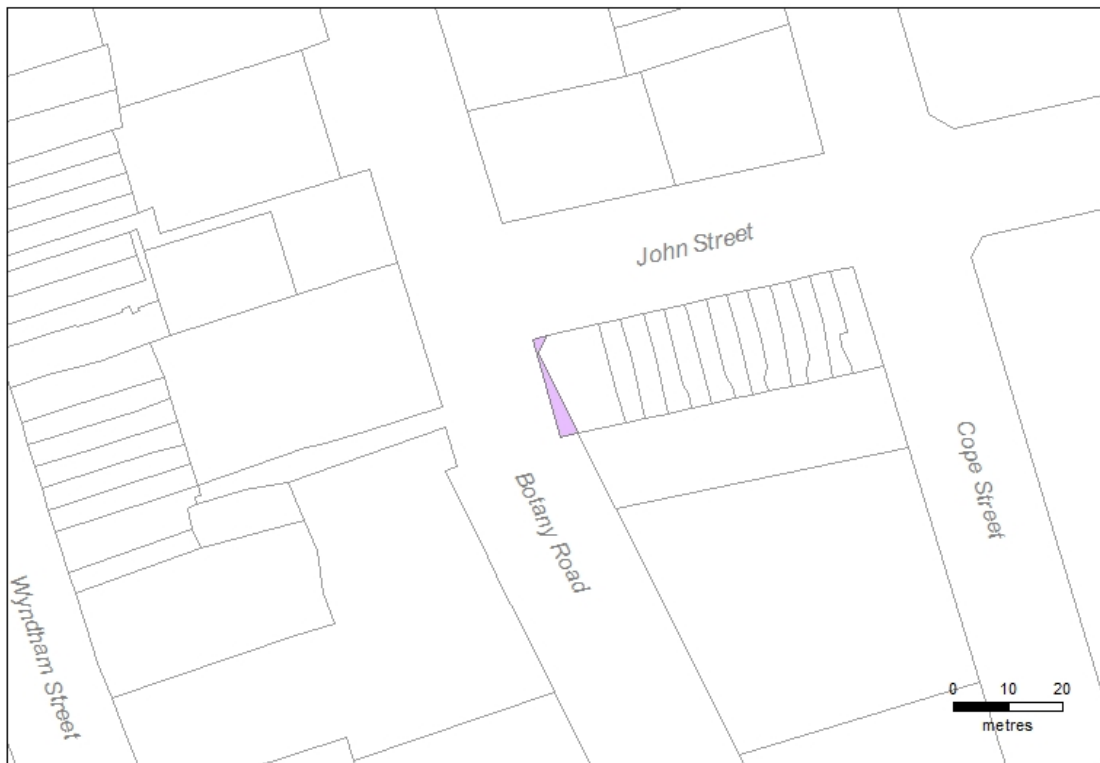 John Street
Botany Road
Cope Street
Wyndham Street
0 10 20
metres